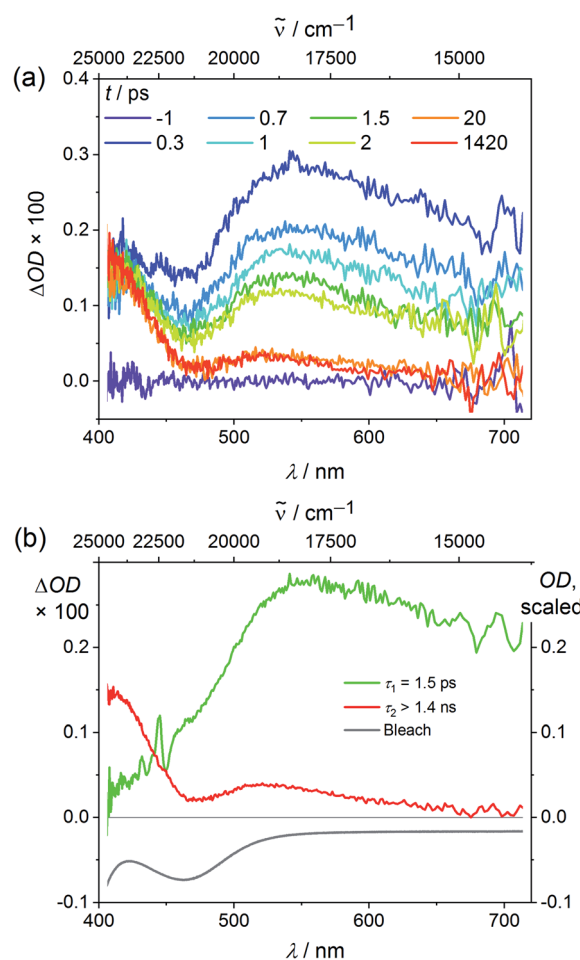 ν̃ / cm⁻¹
25000 22500 20000 17500 15000
(a)
0.4
t / ps
-1 0.7 1.5 20
0.3 1 2 1420
0.3
0.2
0.1
0.0
ΔOD × 100
400 500 600 700
λ / nm
ν̃ / cm⁻¹
25000 22500 20000 17500 15000
(b)
ΔOD
× 100
OD,
scaled
0.2 0.2
τ₁ = 1.5 ps
τ₂ > 1.4 ns
Bleach
0.1 0.1
0.0 0.0
-0.1 -0.1
400 500 600 700
λ / nm